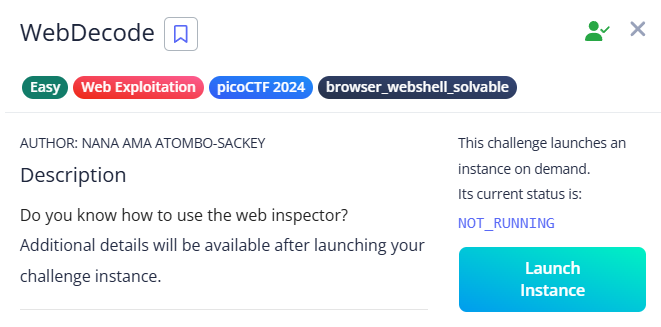 WebDecode
Easy
Web Exploitation
picoCTF 2024
browser_webshell_solvable
AUTHOR: NANA AMA ATOMBO-SACKEY
Description
Do you know how to use the web inspector?
Additional details will be available after launching your
challenge instance.
This challenge launches an
instance on demand.
Its current status is:
NOT_RUNNING
Launch
Instance